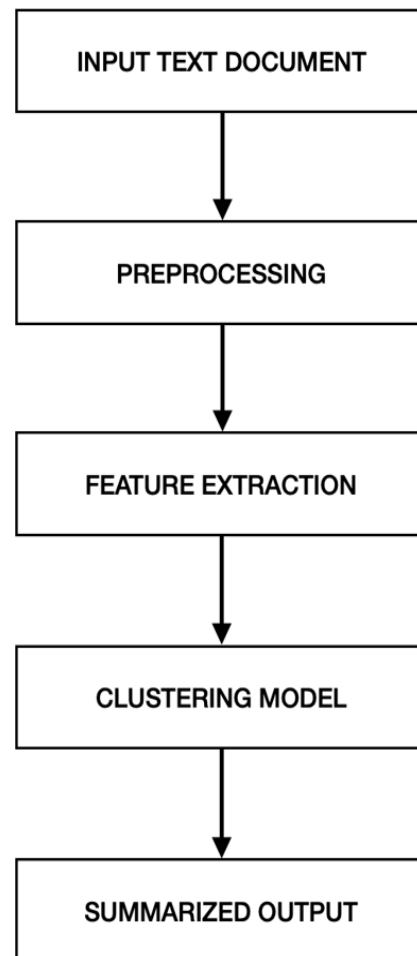 INPUT TEXT DOCUMENT
PREPROCESSING
FEATURE EXTRACTION
CLUSTERING MODEL
SUMMARIZED OUTPUT